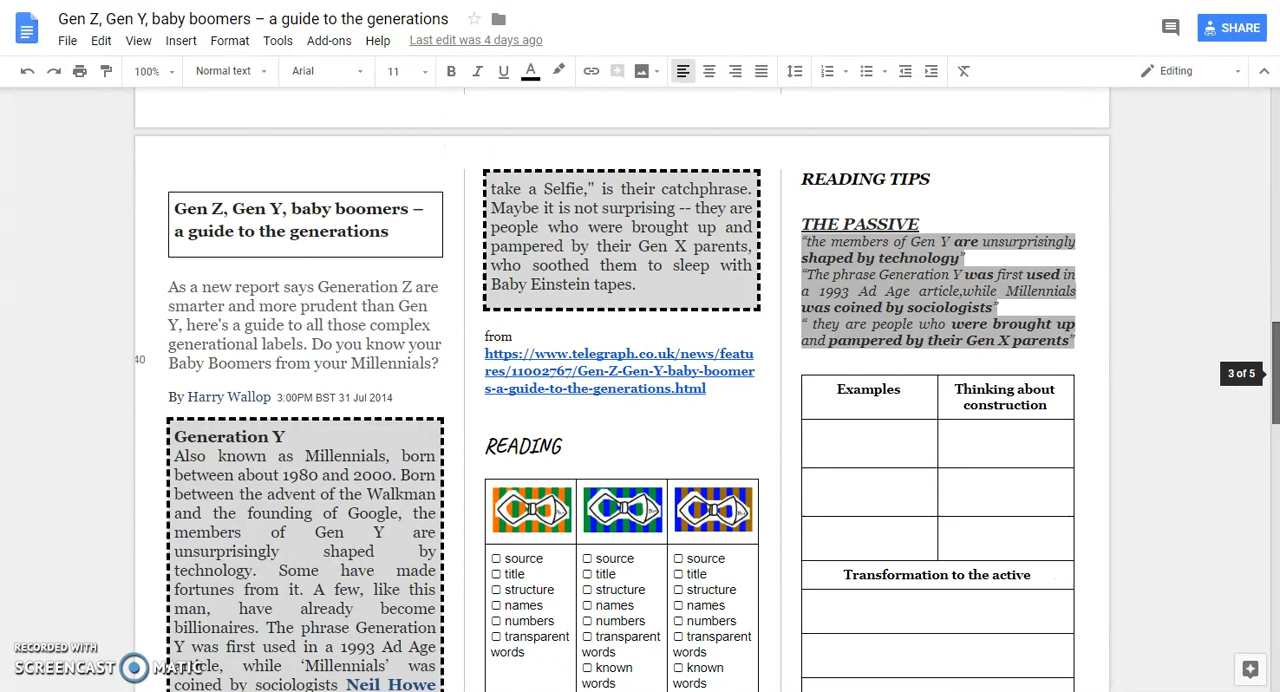 Gen Z, Gen Y, baby boomers – a guide to the generations
File Edit View Insert Format Tools Add-ons Help Last edit was 4 days ago
SHARE
100% Normal text Arial 11 B I U A Editing
Gen Z, Gen Y, baby boomers –
a guide to the generations
As a new report says Generation Z are
smarter and more prudent than Gen
Y, here's a guide to all those complex
generational labels. Do you know your
40
Baby Boomers from your Millennials?
By Harry Wallop 3:00PM BST 31 Jul 2014
Generation Y
Also known as Millennials, born
between about 1980 and 2000. Born
between the advent of the Walkman
and the founding of Google, the
members of Gen Y are
unsurprisingly shaped by
technology. Some have made
fortunes from it. A few, like this
man, have already become
billionaires. The phrase Generation
Y was first used in a 1993 Ad Age
article, while ‘Millennials’ was
coined by sociologists Neil Howe
take a Selfie," is their catchphrase.
Maybe it is not surprising -- they are
people who were brought up and
pampered by their Gen X parents,
who soothed them to sleep with
Baby Einstein tapes.
from
https://www.telegraph.co.uk/news/featu
res/11002767/Gen-Z-Gen-Y-baby-boomer
s-a-guide-to-the-generations.html
READING
source source source
title title title
structure structure structure
names names names
numbers numbers numbers
transparent transparent transparent
words words words
known known
words words
READING TIPS
THE PASSIVE
“the members of Gen Y are unsurprisingly
shaped by technology”
“The phrase Generation Y was first used in
a 1993 Ad Age article,while Millennials
was coined by sociologists”
“ they are people who were brought up
and pampered by their Gen X parents”
Examples Thinking about
construction
Transformation to the active
3 of 5
RECORDED WITH
SCREENCAST MATIC